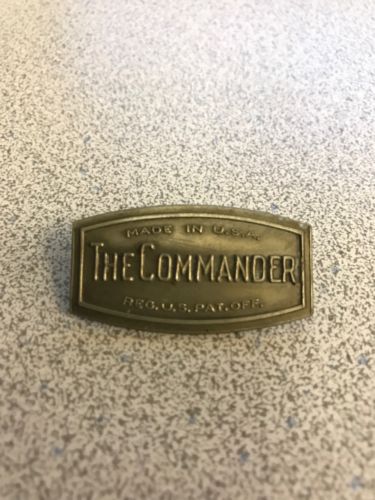 MADE IN U.S.A.
THE COMMANDER
REG. U.S. PAT. OFF.